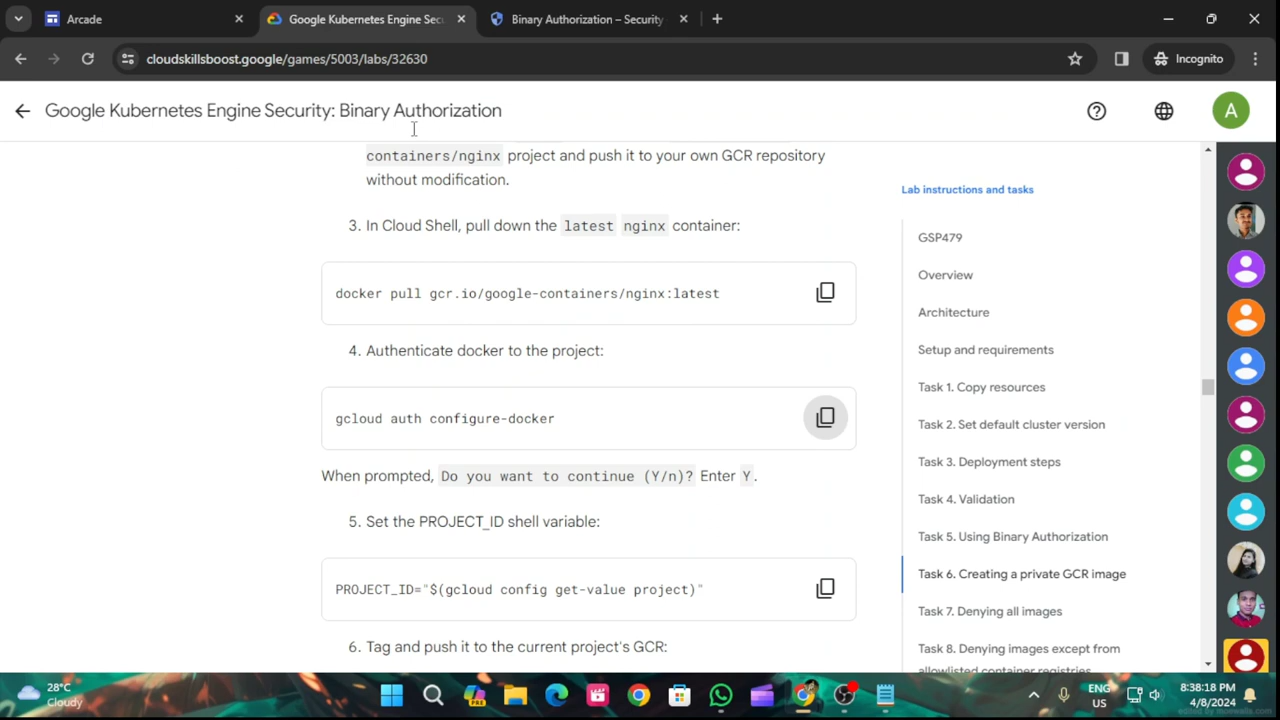 Arcade
Google Kubernetes Engine Sec
Binary Authorization – Security
cloudskillsboost.google/games/5003/labs/32630
Incognito
Google Kubernetes Engine Security: Binary Authorization
A
containers/nginx project and push it to your own GCR repository
without modification.
3. In Cloud Shell, pull down the latest nginx container:
docker pull gcr.io/google-containers/nginx:latest
4. Authenticate docker to the project:
gcloud auth configure-docker
When prompted, Do you want to continue (Y/n)? Enter Y.
5. Set the PROJECT_ID shell variable:
PROJECT_ID="$(gcloud config get-value project)"
6. Tag and push it to the current project's GCR:
Lab instructions and tasks
GSP479
Overview
Architecture
Setup and requirements
Task 1. Copy resources
Task 2. Set default cluster version
Task 3. Deployment steps
Task 4. Validation
Task 5. Using Binary Authorization
Task 6. Creating a private GCR image
Task 7. Denying all images
Task 8. Denying images except from
allowlisted container registries
28°C
Cloudy
PRE
ENG
US
8:38:18 PM
4/8/2024